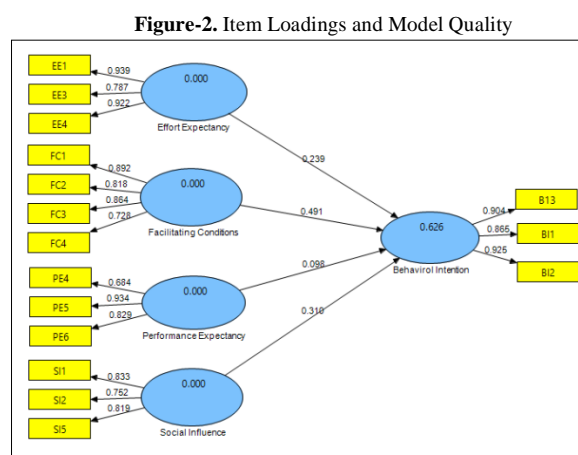 Figure-2. Item Loadings and Model Quality
EE1
0.939
EE3
0.787
EE4
0.922
0.000
Effort Expectancy
0.239
FC1
0.892
FC2
0.818
FC3
0.864
FC4
0.728
0.000
Facilitating Conditions
0.491
PE4
0.684
PE5
0.934
PE6
0.829
0.000
Performance Expectancy
0.098
SI1
0.833
SI2
0.752
SI5
0.819
0.000
Social Influence
0.310
0.626
Behavirol Intention
0.904
B13
0.865
BI1
0.925
BI2